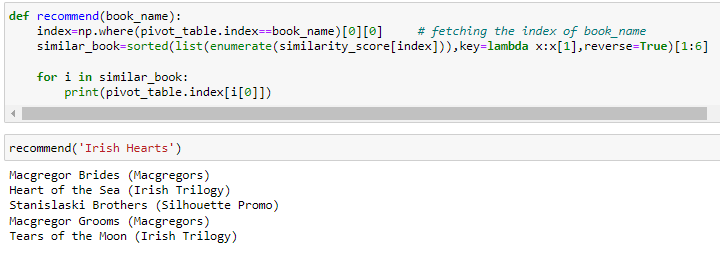 def recommend(book_name):
    index=np.where(pivot_table.index==book_name)[0][0]     # fetching the index of book_name
    similar_book=sorted(list(enumerate(similarity_score[index])),key=lambda x:x[1],reverse=True)[1:6]
    for i in similar_book:
        print(pivot_table.index[i[0]])
recommend('Irish Hearts')
Macgregor Brides (Macgregors)
Heart of the Sea (Irish Trilogy)
Stanislaski Brothers (Silhouette Promo)
Macgregor Grooms (Macgregors)
Tears of the Moon (Irish Trilogy)